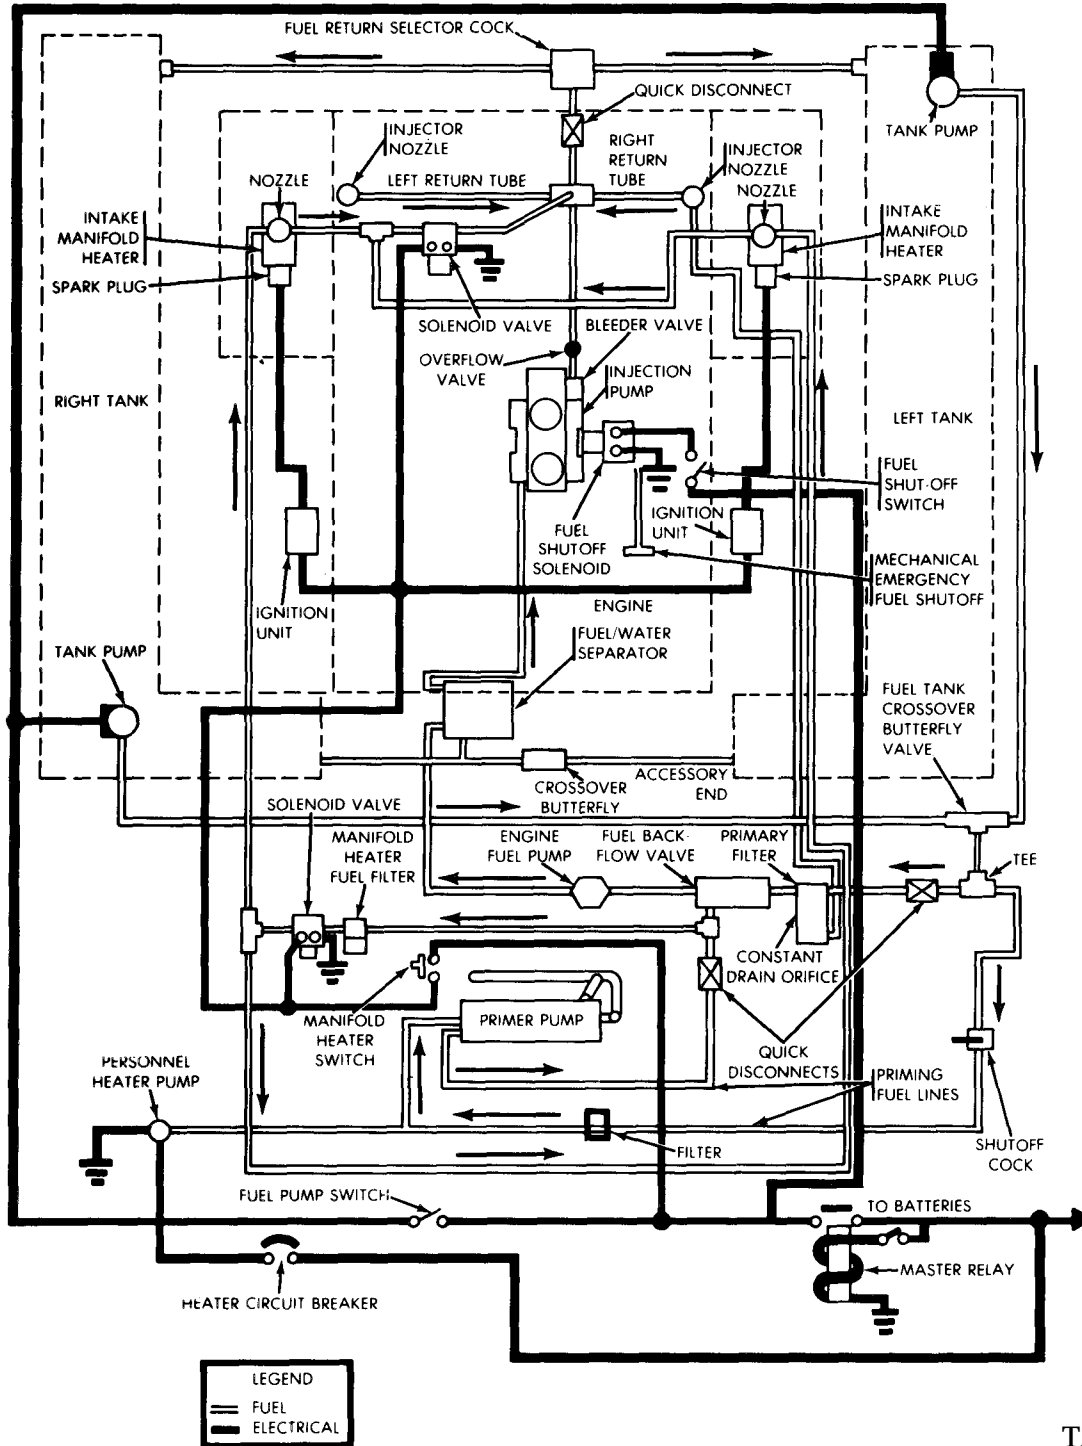 FUEL RETURN SELECTOR COCK
QUICK DISCONNECT
TANK PUMP
INJECTOR
NOZZLE
RIGHT
RETURN
TUBE
INJECTOR
NOZZLE
NOZZLE
LEFT RETURN TUBE
NOZZLE
INTAKE
MANIFOLD
HEATER
INTAKE
MANIFOLD
HEATER
SPARK PLUG
SPARK PLUG
SOLENOID VALVE
BLEEDER VALVE
OVERFLOW
VALVE
INJECTION
PUMP
RIGHT TANK
LEFT TANK
FUEL
SHUT-OFF
SWITCH
IGNITION
UNIT
FUEL
SHUTOFF
SOLENOID
MECHANICAL
EMERGENCY
FUEL SHUTOFF
IGNITION
UNIT
ENGINE
FUEL/WATER
SEPARATOR
TANK PUMP
FUEL TANK
CROSSOVER
BUTTERFLY
VALVE
CROSSOVER
BUTTERFLY
ACCESSORY
END
SOLENOID VALVE
MANIFOLD
HEATER
FUEL FILTER
ENGINE
FUEL PUMP
FUEL BACK-
FLOW VALVE
PRIMARY
FILTER
TEE
CONSTANT
DRAIN ORIFICE
PRIMER PUMP
MANIFOLD
HEATER
SWITCH
QUICK
DISCONNECTS
PERSONNEL
HEATER PUMP
PRIMING
FUEL LINES
FILTER
SHUTOFF
COCK
FUEL PUMP SWITCH
TO BATTERIES
MASTER RELAY
HEATER CIRCUIT BREAKER
LEGEND
FUEL
ELECTRICAL